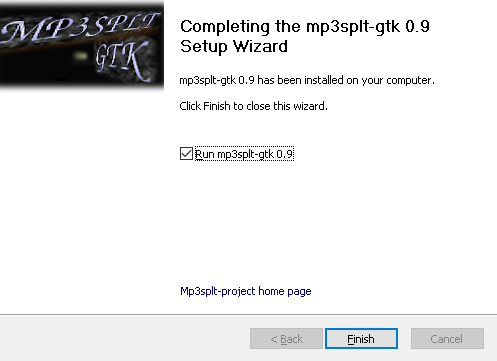 MP3SPLT
GTK
Completing the mp3splt-gtk 0.9
Setup Wizard
mp3splt-gtk 0.9 has been installed on your computer.
Click Finish to close this wizard.
Run mp3splt-gtk 0.9
Mp3splt-project home page
< Back
Finish
Cancel